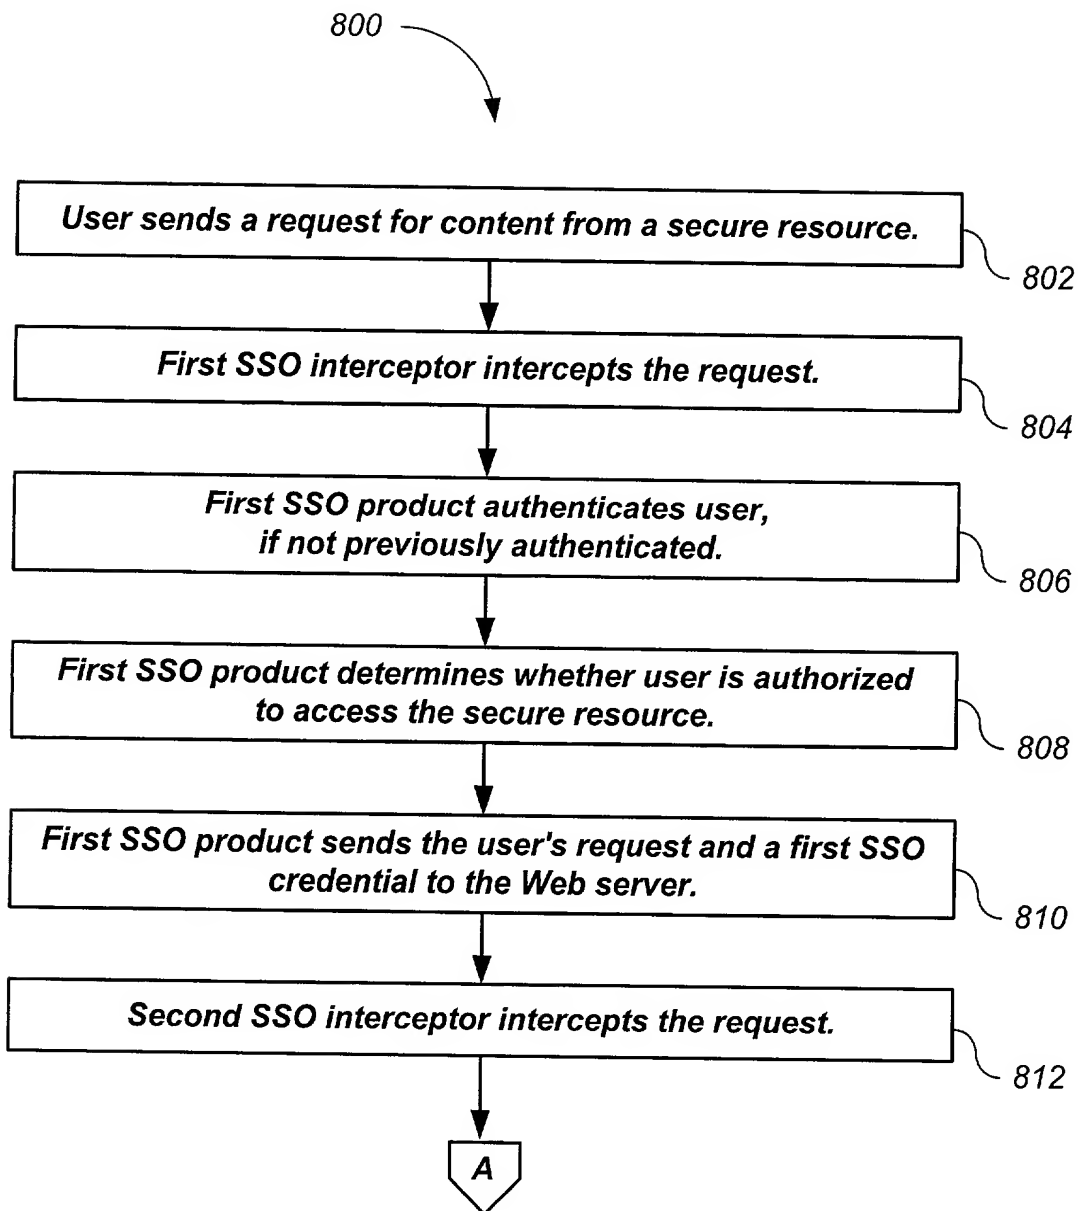 800
User sends a request for content from a secure resource.
802
First SSO interceptor intercepts the request.
804
First SSO product authenticates user,
if not previously authenticated.
806
First SSO product determines whether user is authorized
to access the secure resource.
808
First SSO product sends the user's request and a first SSO
credential to the Web server.
810
Second SSO interceptor intercepts the request.
812
A